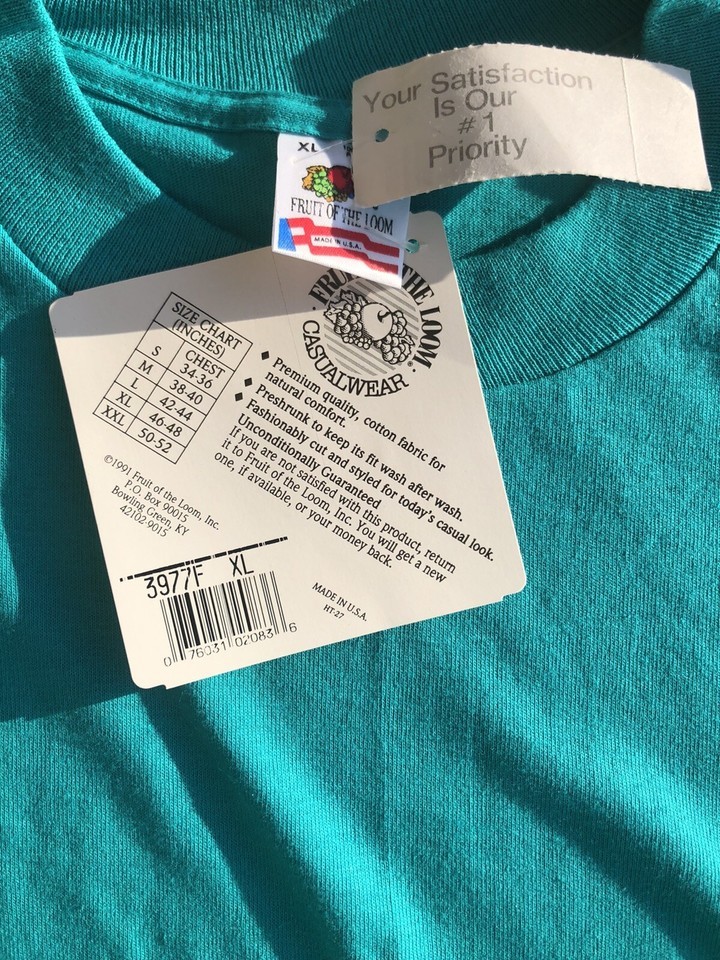 Your Satisfaction
Is Our
# 1
Priority
XL
FRUIT OF THE LOOM
MADE IN U.S.A.
FRUIT THE LOOM
CASUALWEAR
SIZE CHART
(INCHES)
CHEST
S 34-36
M 38-40
L 42-44
XL 46-48
XXL 50-52
■ Premium quality, cotton fabric for
natural comfort.
■ Preshrunk to keep its fit wash after wash.
■ Fashionably cut and styled for today's casual look.
Unconditionally Guaranteed
If you are not satisfied with this product, return
it to Fruit of the Loom, Inc. You will get a new
one, if available, or your money back.
©1991 Fruit of the Loom, Inc.
P.O. Box 90015
Bowling Green, KY
42102-9015
3977F XL
0 76031 02083 6
MADE IN U.S.A.
HT-27